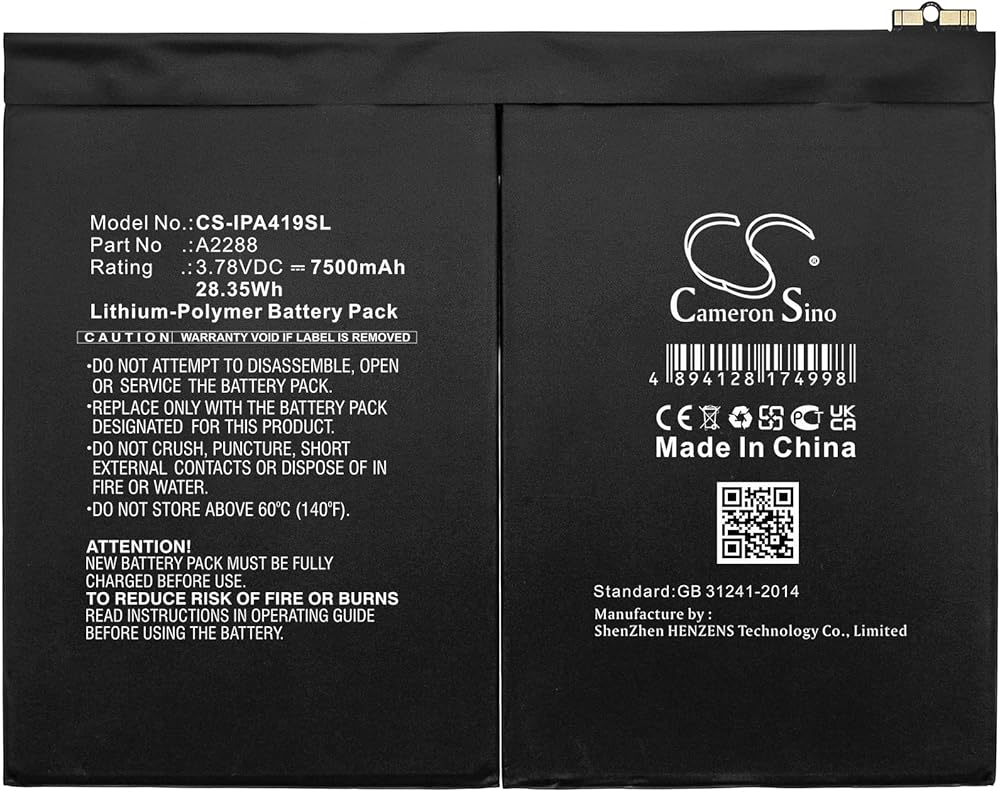 Model No.:CS-IPA419SL
Part No .:A2288
Rating .:3.78VDC ⎓ 7500mAh
28.35Wh
Lithium-Polymer Battery Pack
CAUTION WARRANTY VOID IF LABEL IS REMOVED
•DO NOT ATTEMPT TO DISASSEMBLE, OPEN
OR SERVICE THE BATTERY PACK.
•REPLACE ONLY WITH THE BATTERY PACK
DESIGNATED FOR THIS PRODUCT.
•DO NOT CRUSH, PUNCTURE, SHORT
EXTERNAL CONTACTS OR DISPOSE OF IN
FIRE OR WATER.
•DO NOT STORE ABOVE 60°C (140°F).
ATTENTION!
NEW BATTERY PACK MUST BE FULLY
CHARGED BEFORE USE.
TO REDUCE RISK OF FIRE OR BURNS
READ INSTRUCTIONS IN OPERATING GUIDE
BEFORE USING THE BATTERY.
CS ®
Cameron Sino
4 894128 174998
CE PCT UKCA
Made In China
Standard:GB 31241-2014
Manufacture by :
ShenZhen HENZENS Technology Co., Limited